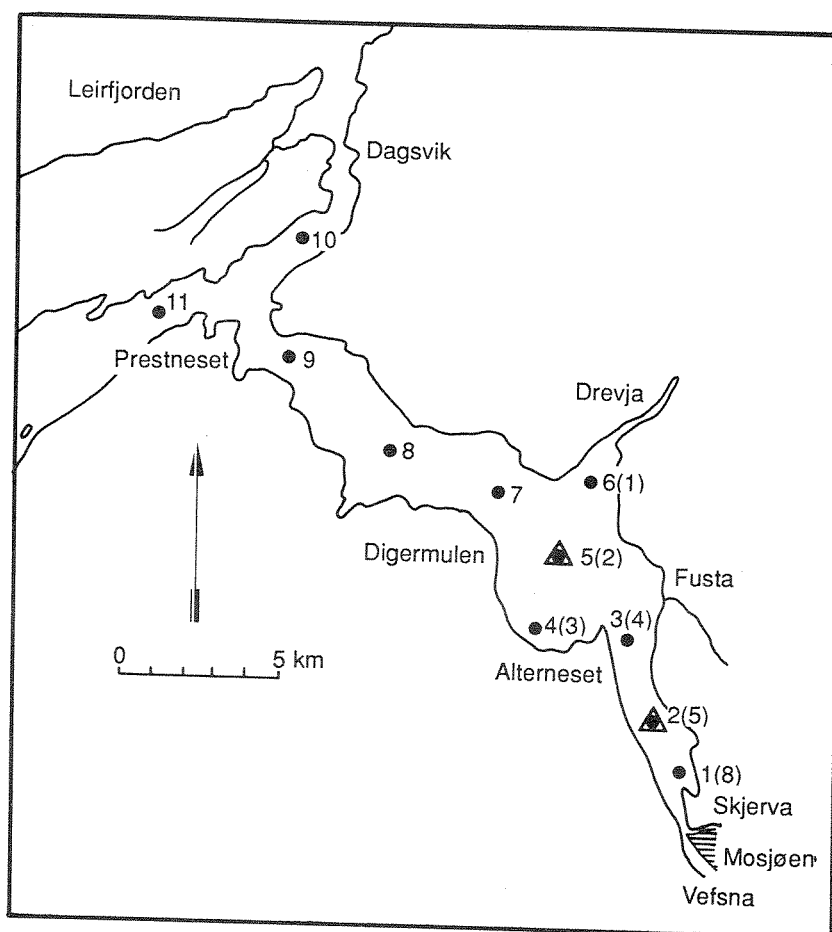 Leirfjorden
Dagsvik
10
11
Prestneset
9
Drevja
8
6(1)
7
Digermulen
5(2)
Fusta
4(3)
3(4)
0
5 km
Alterneset
2(5)
1(8)
Skjerva
Mosjøen
Vefsna